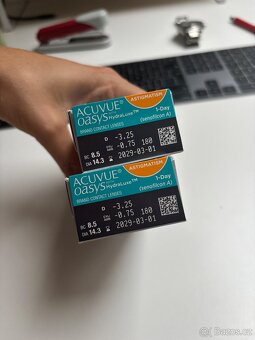 ACUVUE®
oasys HydraLuxe™
BRAND CONTACT LENSES
ASTIGMATISM
1-Day
(senofilcon A)
D -3.25
-0.75 180
BC 8.5
DIA 14.3
2029-03-01
ACUVUE®
oasys HydraLuxe™
BRAND CONTACT LENSES
ASTIGMATISM
1-Day
(senofilcon A)
D -3.25
-0.75 160
BC 8.5
DIA 14.3
2029-03-01
Bazos.cz